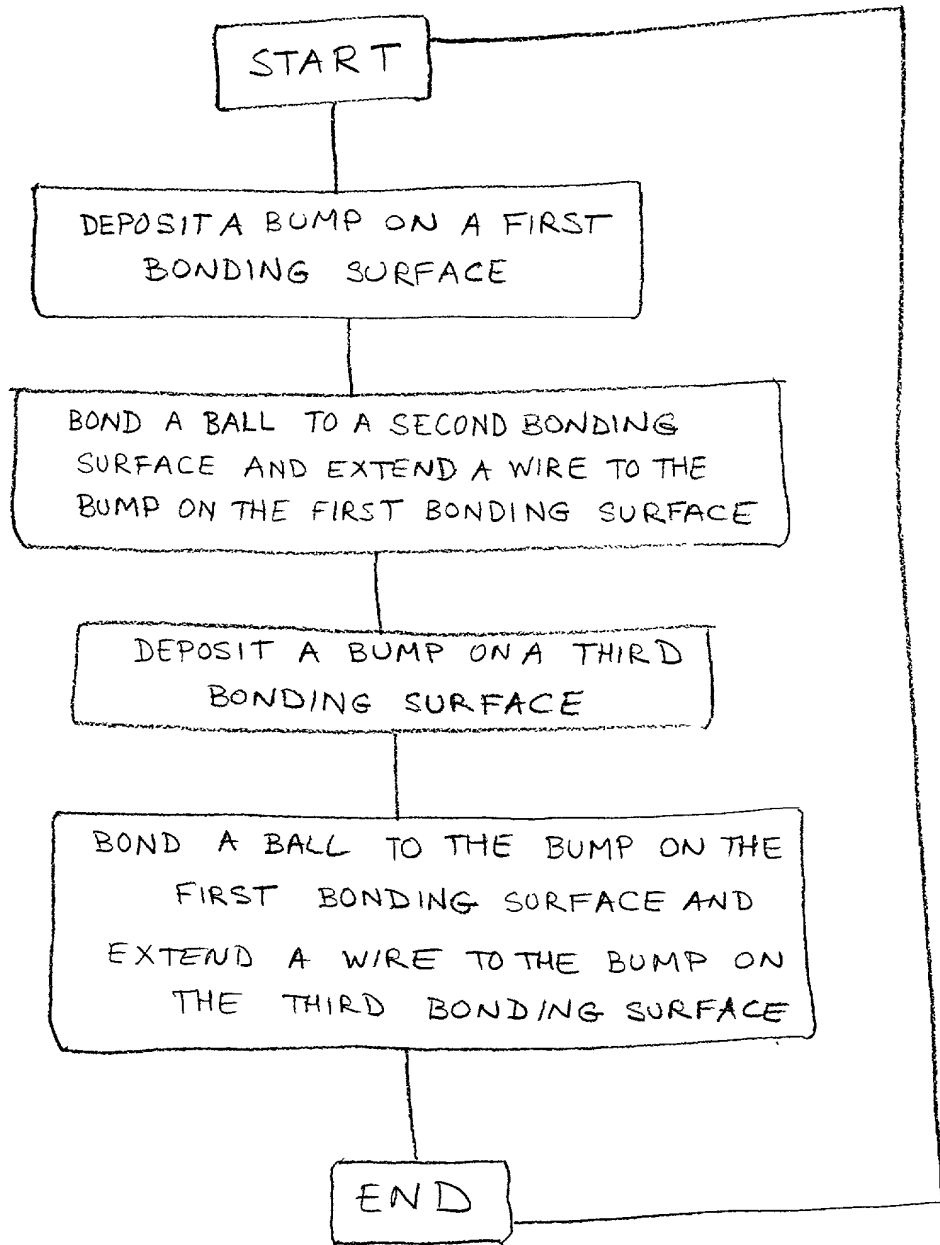 START
DEPOSIT A BUMP ON A FIRST
BONDING SURFACE
BOND A BALL TO A SECOND BONDING
SURFACE AND EXTEND A WIRE TO THE
BUMP ON THE FIRST BONDING SURFACE
DEPOSIT A BUMP ON A THIRD
BONDING SURFACE
BOND A BALL TO THE BUMP ON THE
FIRST BONDING SURFACE AND
EXTEND A WIRE TO THE BUMP ON
THE THIRD BONDING SURFACE
END